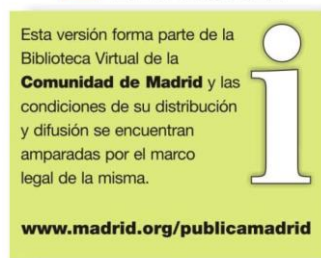 Esta versión forma parte de la
Biblioteca Virtual de la
Comunidad de Madrid y las
condiciones de su distribución
y difusión se encuentran
amparadas por el marco
legal de la misma.
i
www.madrid.org/publicamadrid